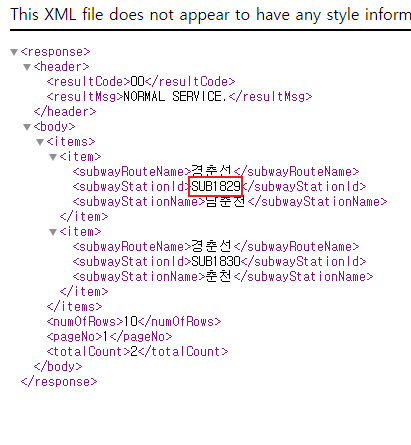 This XML file does not appear to have any style inform
▼<response>
▼<header>
<resultCode>00</resultCode>
<resultMsg>NORMAL SERVICE.</resultMsg>
</header>
▼<body>
▼<items>
▼<item>
<subwayRouteName>경춘선</subwayRouteName>
<subwayStationId>SUB1829</subwayStationId>
<subwayStationName>남춘천</subwayStationName>
</item>
▼<item>
<subwayRouteName>경춘선</subwayRouteName>
<subwayStationId>SUB1830</subwayStationId>
<subwayStationName>춘천</subwayStationName>
</item>
</items>
<numOfRows>10</numOfRows>
<pageNo>1</pageNo>
<totalCount>2</totalCount>
</body>
</response>